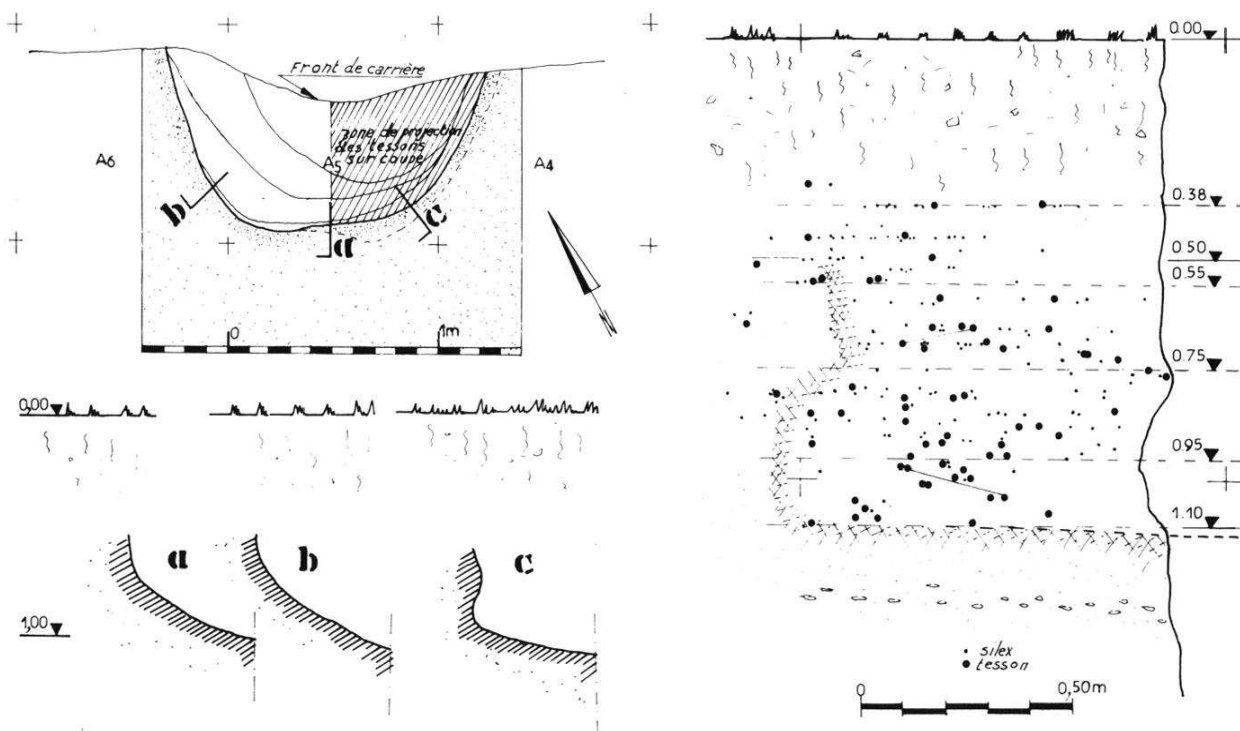 Front de carrière
zone de projection
des tessons
sur coupe
A6
A5
A4
b
c
a
0
1m
0,00
a
b
c
1,00
0.00
0.38
0.50
0.55
0.75
0.95
1.10
silex
tesson
0
0,50m